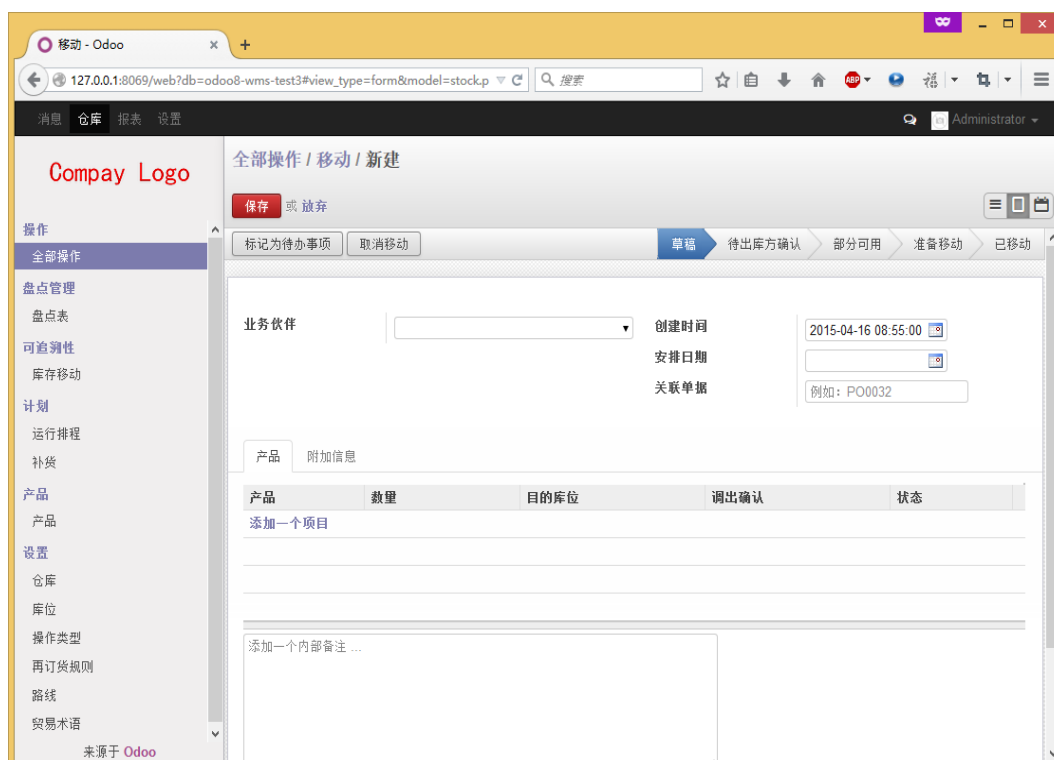 移动 - Odoo
127.0.0.1:8069/web?db=odoo8-wms-test3#view_type=form&model=stock.p
搜索
ABP
福
消息 仓库 报表 设置
Administrator
Compay Logo
全部操作 / 移动 / 新建
保存 或 放弃
操作
全部操作
盘点管理
盘点表
可追溯性
库存移动
计划
运行排程
补货
产品
产品
设置
仓库
库位
操作类型
再订货规则
路线
贸易术语
来源于 Odoo
标记为待办事项 取消移动
草稿 待出库方确认 部分可用 准备移动 已移动
业务伙伴
创建时间 2015-04-16 08:55:00
安排日期
关联单据 例如：PO0032
产品 附加信息
产品 数量 目的库位 调出确认 状态
添加一个项目
添加一个内部备注 ...